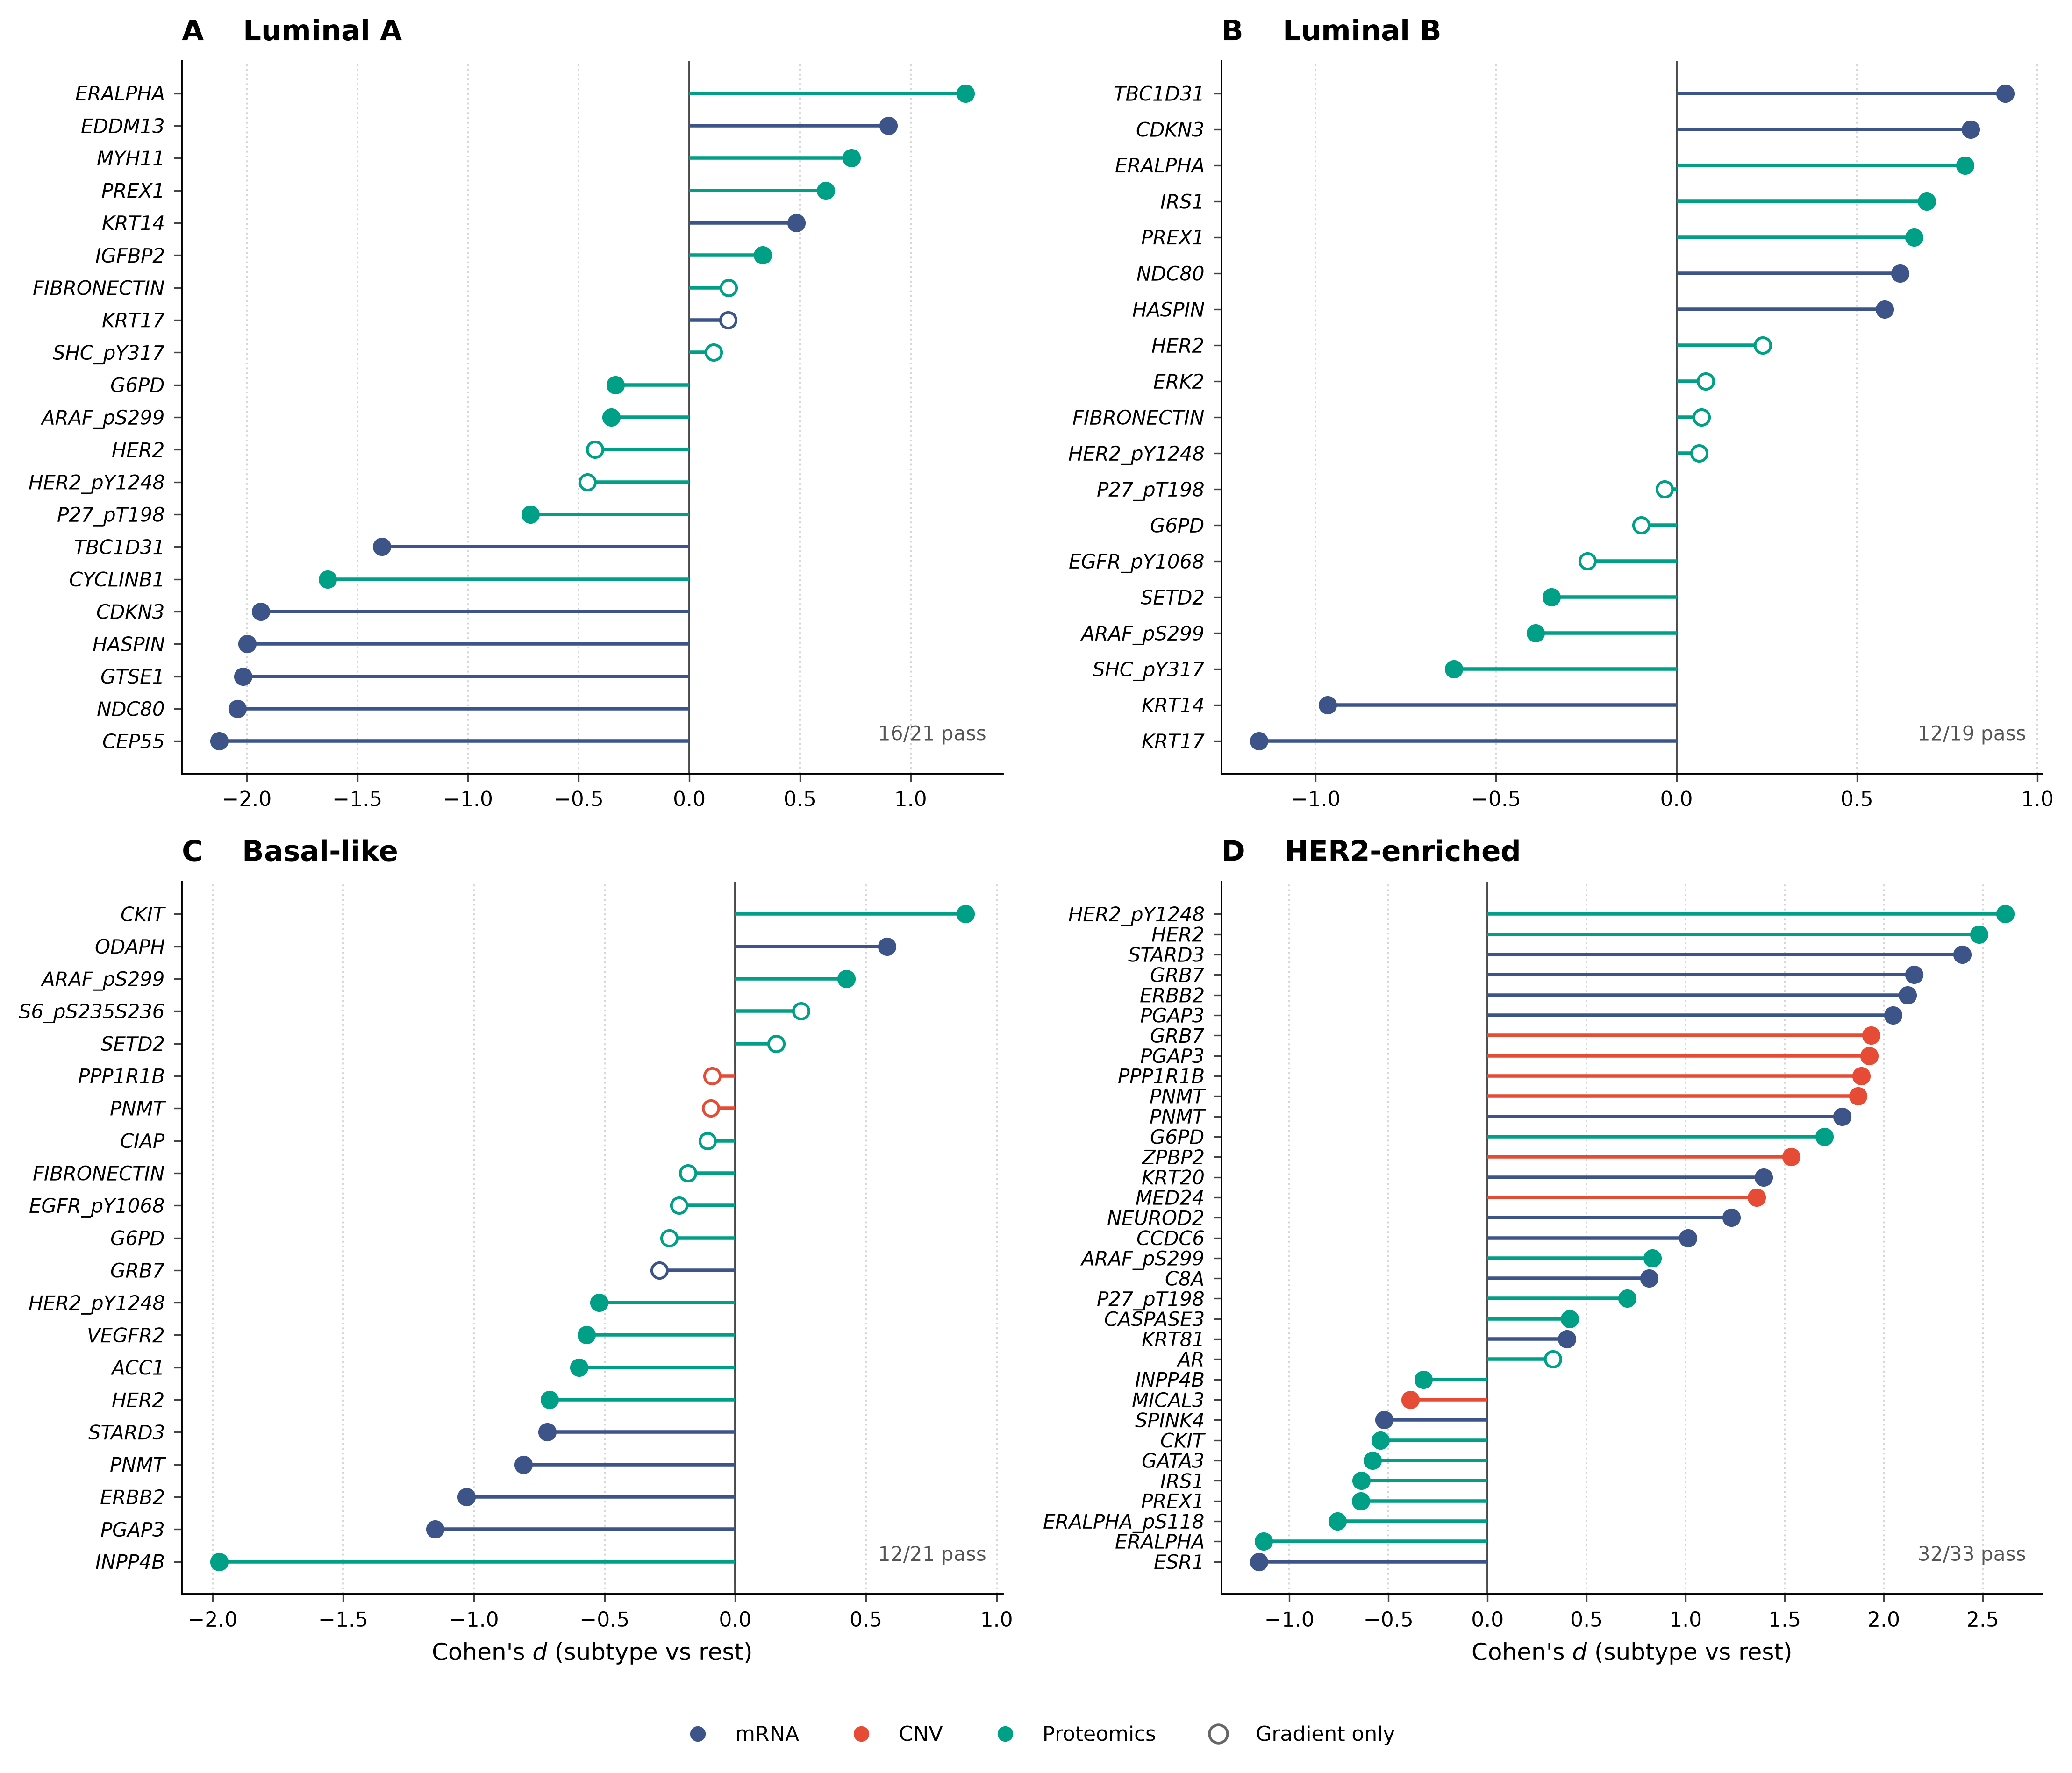 A Luminal A
ERALPHA
EDDM13
MYH11
PREX1
KRT14
IGFBP2
FIBRONECTIN
KRT17
SHC_pY317
G6PD
ARAF_pS299
HER2
HER2_pY1248
P27_pT198
TBC1D31
CYCLINB1
CDKN3
HASPIN
GTSE1
NDC80
CEP55
16/21 pass
−2.0 −1.5 −1.0 −0.5 0.0 0.5 1.0
B Luminal B
TBC1D31
CDKN3
ERALPHA
IRS1
PREX1
NDC80
HASPIN
HER2
ERK2
FIBRONECTIN
HER2_pY1248
P27_pT198
G6PD
EGFR_pY1068
SETD2
ARAF_pS299
SHC_pY317
KRT14
KRT17
12/19 pass
−1.0 −0.5 0.0 0.5 1.0
C Basal-like
CKIT
ODAPH
ARAF_pS299
S6_pS235S236
SETD2
PPP1R1B
PNMT
CIAP
FIBRONECTIN
EGFR_pY1068
G6PD
GRB7
HER2_pY1248
VEGFR2
ACC1
HER2
STARD3
PNMT
ERBB2
PGAP3
INPP4B
12/21 pass
−2.0 −1.5 −1.0 −0.5 0.0 0.5 1.0
Cohen's d (subtype vs rest)
D HER2-enriched
HER2_pY1248
HER2
STARD3
GRB7
ERBB2
PGAP3
GRB7
PGAP3
PPP1R1B
PNMT
PNMT
G6PD
ZPBP2
KRT20
MED24
NEUROD2
CCDC6
ARAF_pS299
C8A
P27_pT198
CASPASE3
KRT81
AR
INPP4B
MICAL3
SPINK4
CKIT
GATA3
IRS1
PREX1
ERALPHA_pS118
ERALPHA
ESR1
32/33 pass
−1.0 −0.5 0.0 0.5 1.0 1.5 2.0 2.5
Cohen's d (subtype vs rest)
mRNA CNV Proteomics Gradient only